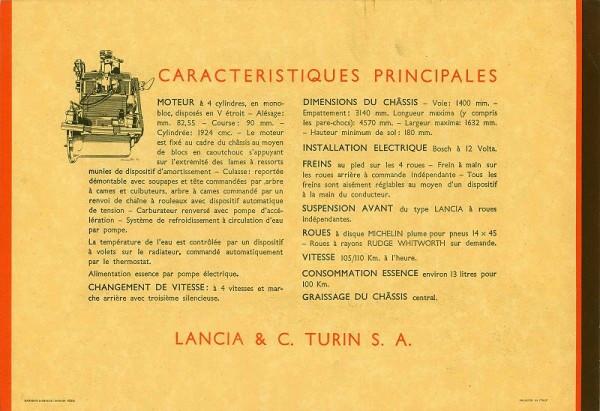 CARACTERISTIQUES PRINCIPALES
MOTEUR à 4 cylindres, en mono-
bloc, disposés en V étroit – Alésage:
mm. 82,55 – Course: 90 mm. –
Cylindrée: 1924 cmc. – Le moteur
est fixé au cadre du châssis au moyen
de blocs en caoutchouc s'appuyant
sur l'extremité des lames à ressorts
munies de dispositif d'amortissement – Culasse: reportée
démontable avec soupapes en tête commandées par arbre
à cames et culbuteurs, arbre à cames commandé par un
renvoi de chaîne à rouleaux avec dispositif automatique
de tension – Carburateur renversé avec pompe d'accé-
lération – Système de refroidissement à circulation d'eau
par pompe.
La température de l'eau est contrôlée par un dispositif
à volets sur le radiateur, commandé automatiquement
par le thermostat.
Alimentation essence par pompe électrique.
CHANGEMENT DE VITESSE: à 4 vitesses et mar-
che arrière avec troisième silencieuse.
DIMENSIONS DU CHÂSSIS – Voie: 1400 mm. –
Empattement: 3140 mm. Longueur maxima (y compris
les pare-chocs): 4570 mm. – Largeur maxima: 1632 mm.
– Hauteur minimum de sol: 180 mm.
INSTALLATION ELECTRIQUE Bosch à 12 Volta.
FREINS au pied sur les 4 roues – Frein à main sur
les roues arrière à commande indépendante – Tous les
freins sont aisément réglables au moyen d'un dispositif
à la main du conducteur.
SUSPENSION AVANT du type LANCIA à roues
indépendantes.
ROUES à disque MICHELIN plume pour pneus 14 × 45
– Roues à rayons RUDGE WHITWORTH sur demande.
VITESSE 105/110 Km. à l'heure.
CONSOMMATION ESSENCE environ 13 litres pour
100 Km.
GRAISSAGE DU CHÂSSIS central.
LANCIA & C. TURIN S. A.